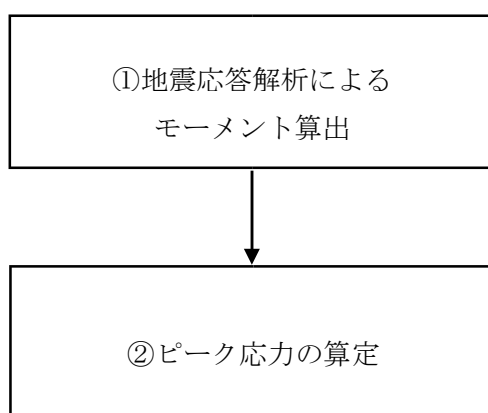 ①地震応答解析による
モーメント算出
②ピーク応力の算定